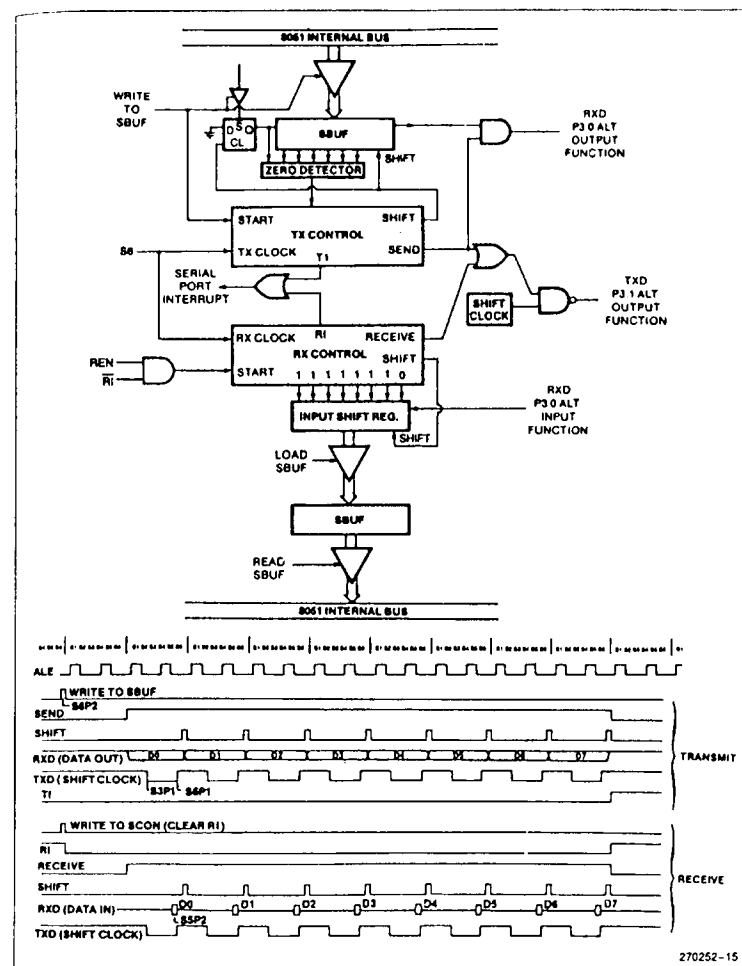 8051 INTERNAL BUS
WRITE
TO
SBUF
D S Q
CL
SBUF
SHIFT
ZERO DETECTOR
RXD
P3.0 ALT
OUTPUT
FUNCTION
START
SHIFT
TX CONTROL
S6
TX CLOCK
SEND
T1
SERIAL
PORT
INTERRUPT
SHIFT
CLOCK
TXD
P3.1 ALT
OUTPUT
FUNCTION
RI
RX CLOCK
RECEIVE
RX CONTROL
SHIFT
REN
RI
START
1 1 1 1 1 1 1 0
INPUT SHIFT REG.
SHIFT
RXD
P3.0 ALT
INPUT
FUNCTION
LOAD
SBUF
SBUF
READ
SBUF
8051 INTERNAL BUS
ALE
WRITE TO SBUF
S6P2
SEND
SHIFT
RXD (DATA OUT) D0 D1 D2 D3 D4 D5 D6 D7
TRANSMIT
TXD (SHIFT CLOCK)
S3P1 S6P1
TI
WRITE TO SCON (CLEAR RI)
RI
RECEIVE
SHIFT
RECEIVE
RXD (DATA IN) D0 D1 D2 D3 D4 D5 D6 D7
S5P2
TXD (SHIFT CLOCK)
270252-15